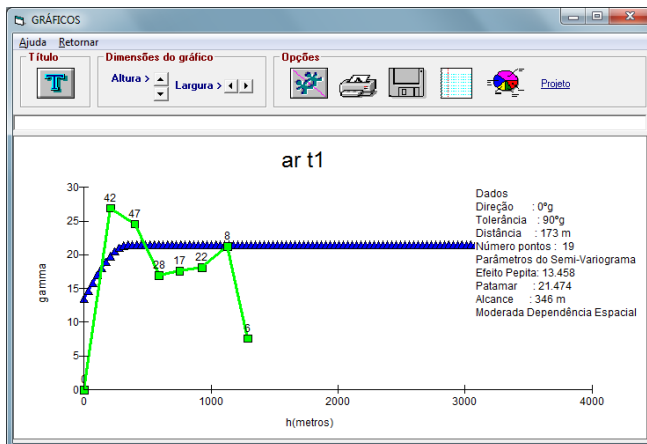 GRÁFICOS
Ajuda Retornar
Título
Dimensões do gráfico
Opções
T
Altura > Largura >
Projeto
ar t1
30
25
20
15
10
5
0
gamma
0
42
47
28
17
22
8
6
0 1000 2000 3000 4000
h(metros)
Dados
Direção : 0ºg
Tolerância : 90ºg
Distância : 173 m
Número pontos : 19
Parâmetros do Semi-Variograma
Efeito Pepita: 13.458
Patamar : 21.474
Alcance : 346 m
Moderada Dependência Espacial